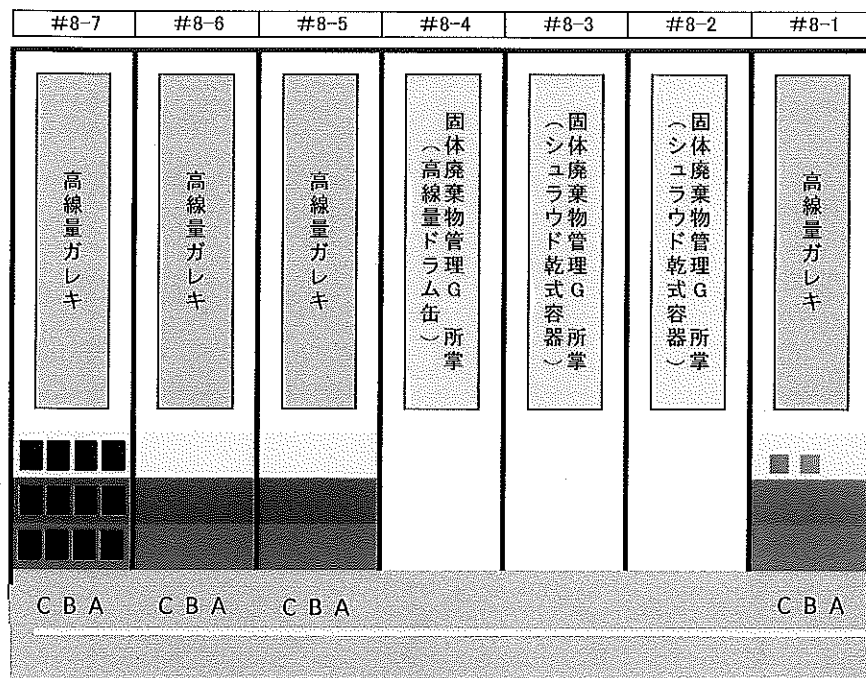 #8-7 #8-6 #8-5 #8-4 #8-3 #8-2 #8-1
高線量ガレキ
高線量ガレキ
高線量ガレキ
固体廃棄物管理G 所掌
（高線量ドラム缶）
固体廃棄物管理G 所掌
（シュラウド乾式容器）
固体廃棄物管理G 所掌
（シュラウド乾式容器）
高線量ガレキ
C B A C B A C B A C B A